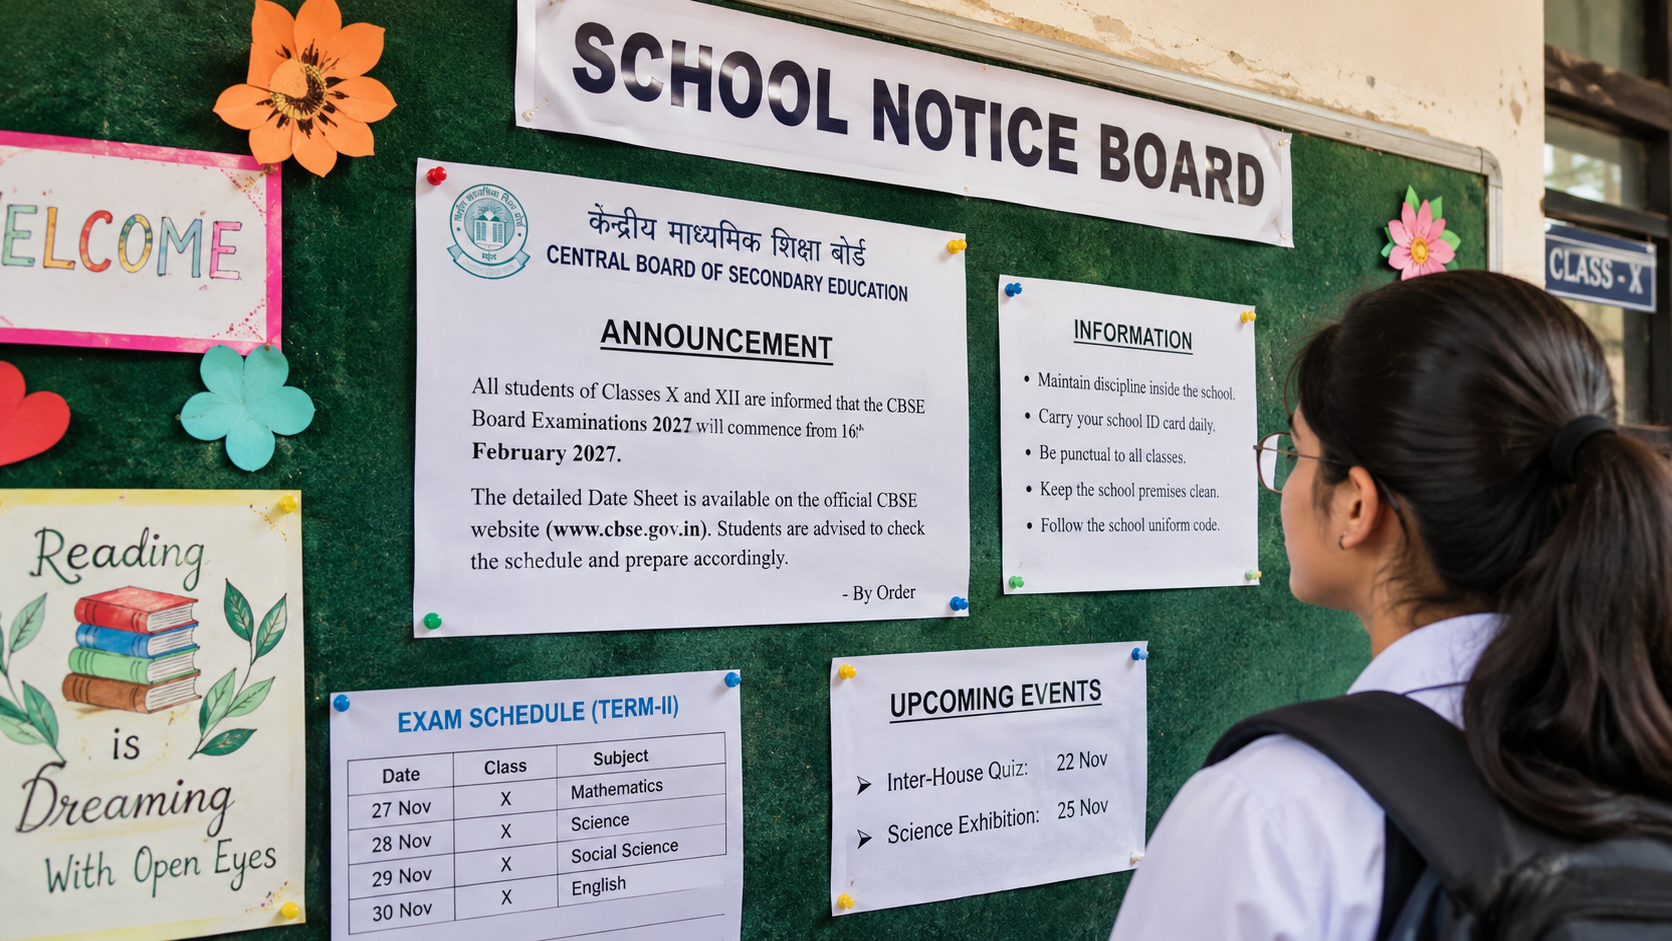 SCHOOL NOTICE BOARD
WELCOME
केन्द्रीय माध्यमिक शिक्षा बोर्ड
CENTRAL BOARD OF SECONDARY EDUCATION
ANNOUNCEMENT
All students of Classes X and XII are informed that the CBSE
Board Examinations 2027 will commence from 16th
February 2027.
The detailed Date Sheet is available on the official CBSE
website (www.cbse.gov.in). Students are advised to check
the schedule and prepare accordingly.
- By Order
INFORMATION
• Maintain discipline inside the school.
• Carry your school ID card daily.
• Be punctual to all classes.
• Keep the school premises clean.
• Follow the school uniform code.
CLASS - X
Reading
is
Dreaming
With Open Eyes
EXAM SCHEDULE (TERM-II)
Date Class Subject
27 Nov X Mathematics
28 Nov X Science
29 Nov X Social Science
30 Nov X English
UPCOMING EVENTS
➢ Inter-House Quiz: 22 Nov
➢ Science Exhibition: 25 Nov